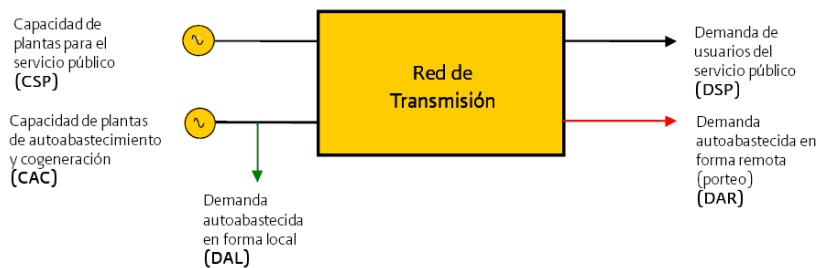 Capacidad de
plantas para el
servicio público
(CSP)
Capacidad de plantas
de autoabastecimiento
y cogeneración
(CAC)
Demanda
autoabastecida
en forma local
(DAL)
Red de
Transmisión
Demanda de
usuarios del
servicio público
(DSP)
Demanda
autoabastecida en
forma remota
(porteo)
(DAR)